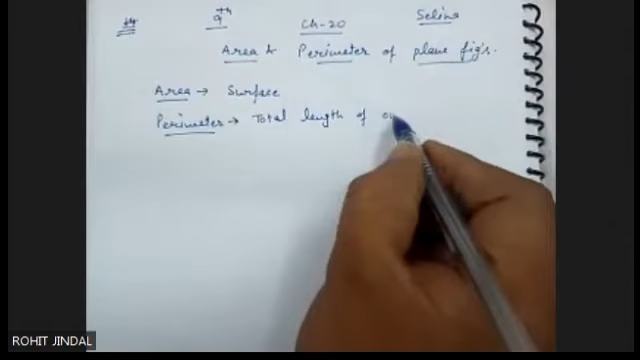 9th Ch-20 Selina
Area & Perimeter of plane fig's.
Area → Surface
Perimeter → Total length of
ROHIT JINDAL